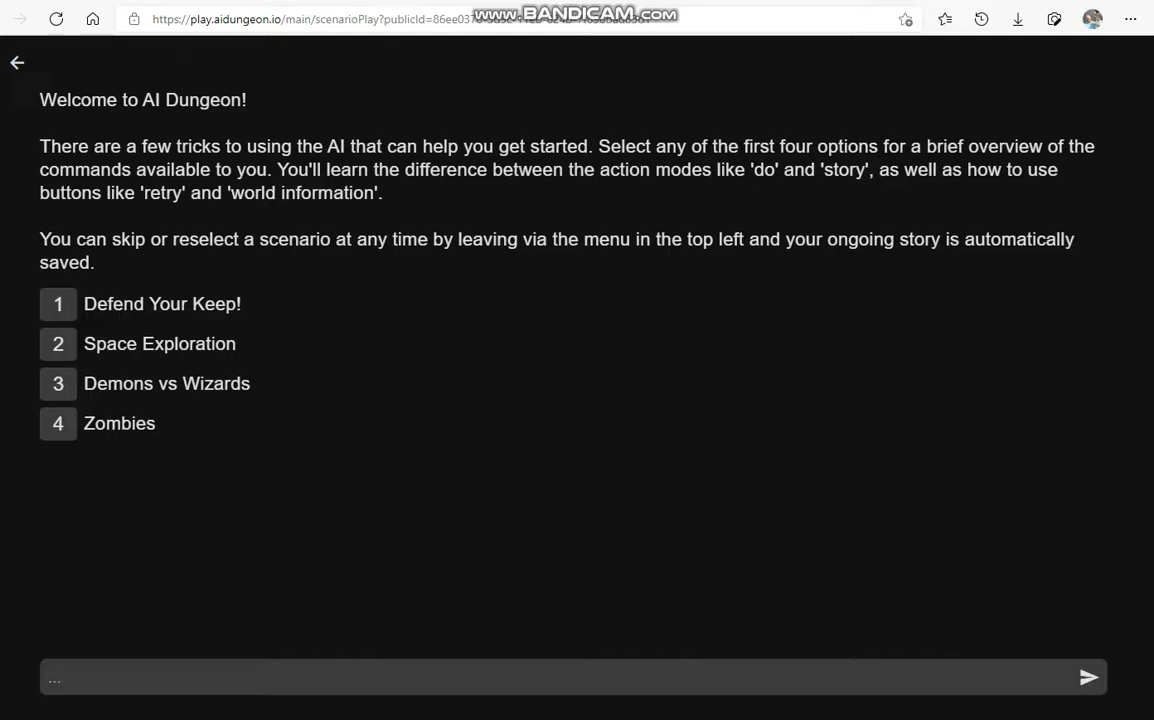 https://play.aidungeon.io/main/scenarioPlay?publicId=86ee037
www.BANDICAM.com
Welcome to AI Dungeon!
There are a few tricks to using the AI that can help you get started. Select any of the first four options for a brief overview of the
commands available to you. You'll learn the difference between the action modes like 'do' and 'story', as well as how to use
buttons like 'retry' and 'world information'.
You can skip or reselect a scenario at any time by leaving via the menu in the top left and your ongoing story is automatically
saved.
1 Defend Your Keep!
2 Space Exploration
3 Demons vs Wizards
4 Zombies
...